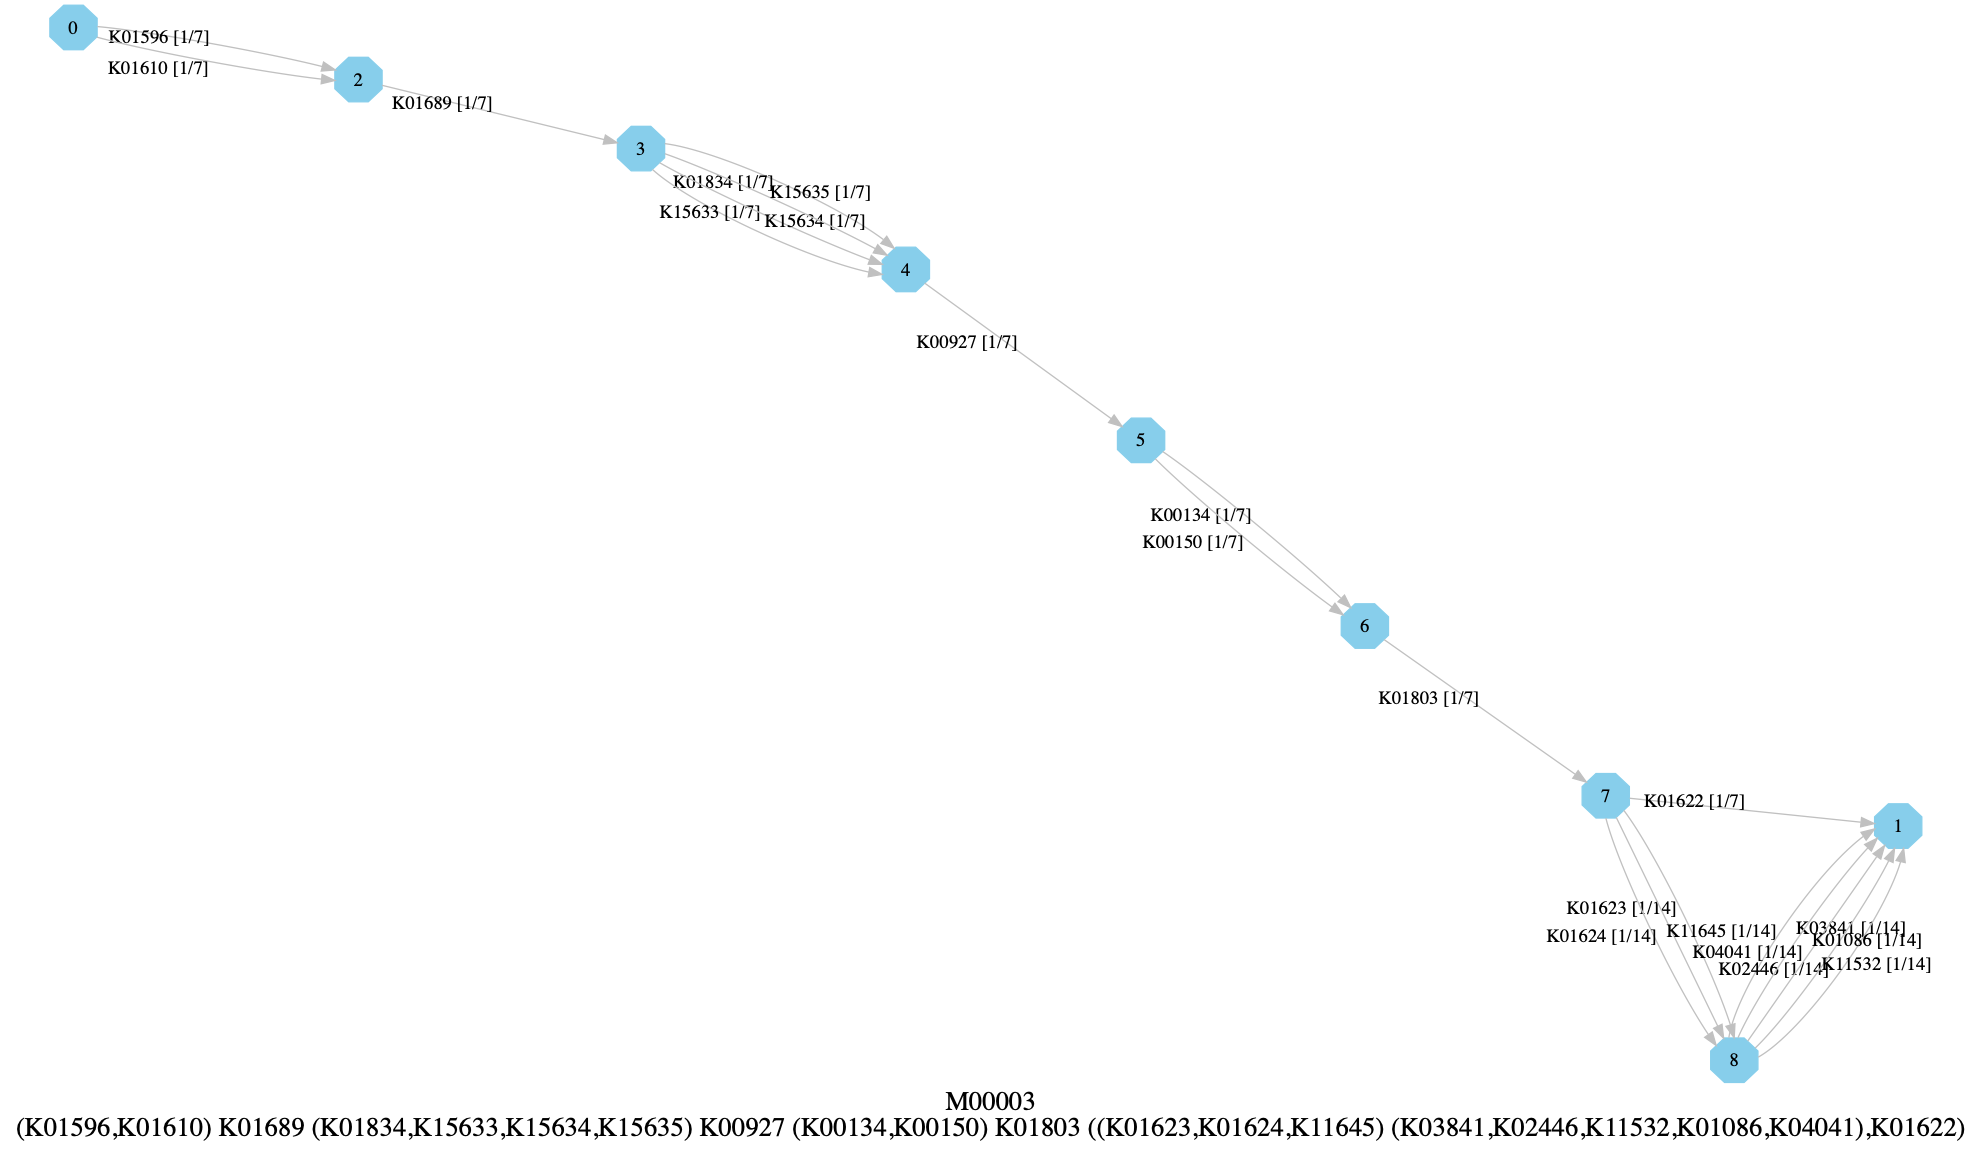 0
K01596 [1/7]
K01610 [1/7]
2
K01689 [1/7]
3
K01834 [1/7]
K15635 [1/7]
K15633 [1/7]
K15634 [1/7]
4
K00927 [1/7]
5
K00134 [1/7]
K00150 [1/7]
6
K01803 [1/7]
7
K01622 [1/7]
1
K01623 [1/14]
K01624 [1/14]
K11645 [1/14]
K03841 [1/14]
K01086 [1/14]
K04041 [1/14]
K02446 [1/14]
K11532 [1/14]
8
M00003
(K01596,K01610) K01689 (K01834,K15633,K15634,K15635) K00927 (K00134,K00150) K01803 ((K01623,K01624,K11645) (K03841,K02446,K11532,K01086,K04041),K01622)